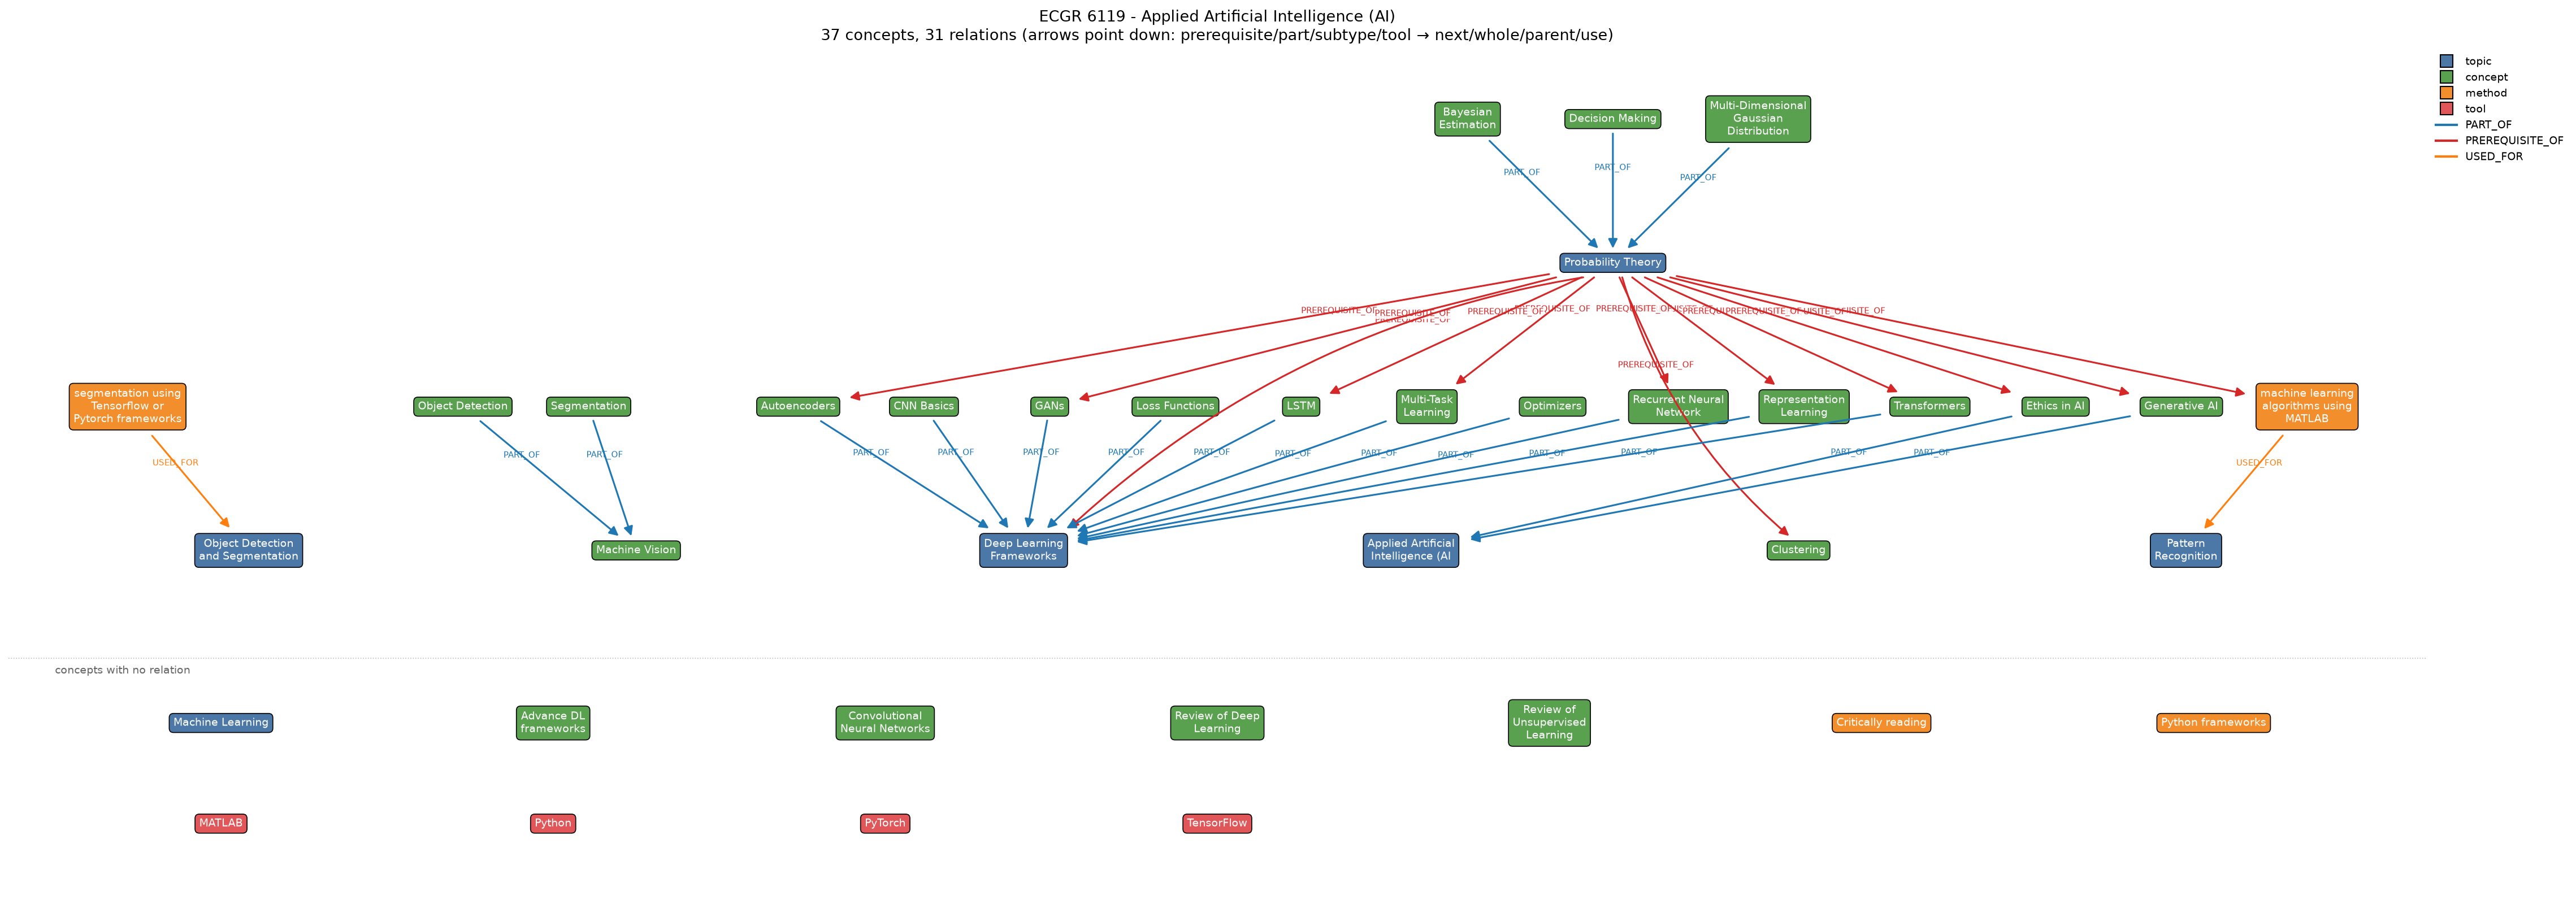 ECGR 6119 - Applied Artificial Intelligence (AI)
37 concepts, 31 relations (arrows point down: prerequisite/part/subtype/tool → next/whole/parent/use)
topic
concept
method
tool
PART_OF
PREREQUISITE_OF
USED_FOR
Bayesian
Estimation
Decision Making
Multi-Dimensional
Gaussian
Distribution
PART_OF
PART_OF
PART_OF
Probability Theory
PREREQUISITE_OF
PREREQUISITE_OF
PREREQUISITE_OF
PREREQUISITE_OF
PREREQUISITE_OF
PREREQUISITE_OF
PREREQUISITE_OF
PREREQUISITE_OF
segmentation using
Tensorflow or
Pytorch frameworks
Object Detection
Segmentation
Autoencoders
CNN Basics
GANs
Loss Functions
LSTM
Multi-Task
Learning
Optimizers
Recurrent Neural
Network
Representation
Learning
Transformers
Ethics in AI
Generative AI
machine learning
algorithms using
MATLAB
USED_FOR
PART_OF
PART_OF
PART_OF
PART_OF
PART_OF
PART_OF
PART_OF
PART_OF
PART_OF
PART_OF
PART_OF
PART_OF
PART_OF
PART_OF
USED_FOR
Object Detection
and Segmentation
Machine Vision
Deep Learning
Frameworks
Applied Artificial
Intelligence (AI
Clustering
Pattern
Recognition
concepts with no relation
Machine Learning
Advance DL
frameworks
Convolutional
Neural Networks
Review of Deep
Learning
Review of
Unsupervised
Learning
Critically reading
Python frameworks
MATLAB
Python
PyTorch
TensorFlow